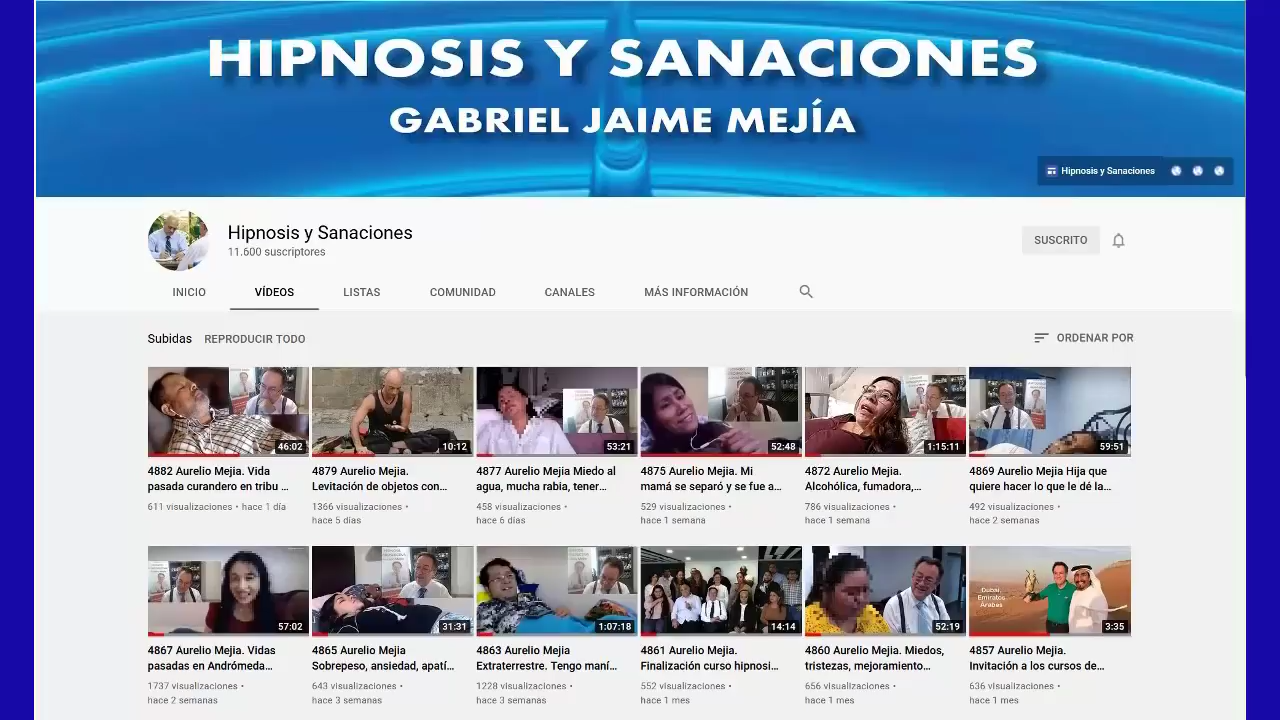 HIPNOSIS Y SANACIONES
GABRIEL JAIME MEJÍA
Hipnosis y Sanaciones
Hipnosis y Sanaciones
11.600 suscriptores
SUSCRITO
INICIO VÍDEOS LISTAS COMUNIDAD CANALES MÁS INFORMACIÓN
Subidas REPRODUCIR TODO ORDENAR POR
46:02
10:12
53:21
52:48
1:15:11
59:51
4882 Aurelio Mejia. Vida
pasada curandero en tribu ...
611 visualizaciones • hace 1 día
4879 Aurelio Mejia.
Levitación de objetos con...
1366 visualizaciones •
hace 5 días
4877 Aurelio Mejia Miedo al
agua, mucha rabia, tener...
458 visualizaciones •
hace 6 días
4875 Aurelio Mejia. Mi
mamá se separó y se fue a...
529 visualizaciones •
hace 1 semana
4872 Aurelio Mejia.
Alcohólica, fumadora,...
786 visualizaciones •
hace 1 semana
4869 Aurelio Mejia Hija que
quiere hacer lo que le dé la...
492 visualizaciones •
hace 2 semanas
57:02
31:31
1:07:18
14:14
52:19
Dubai,
Emiratos
Arabes
3:35
4867 Aurelio Mejia. Vidas
pasadas en Andrómeda...
1737 visualizaciones •
hace 2 semanas
4865 Aurelio Mejia
Sobrepeso, ansiedad, apatí...
643 visualizaciones •
hace 3 semanas
4863 Aurelio Mejia
Extraterrestre. Tengo maní...
1228 visualizaciones •
hace 3 semanas
4861 Aurelio Mejia.
Finalización curso hipnosi...
552 visualizaciones •
hace 1 mes
4860 Aurelio Mejia. Miedos,
tristezas, mejoramiento...
656 visualizaciones •
hace 1 mes
4857 Aurelio Mejia.
Invitación a los cursos de...
636 visualizaciones •
hace 1 mes